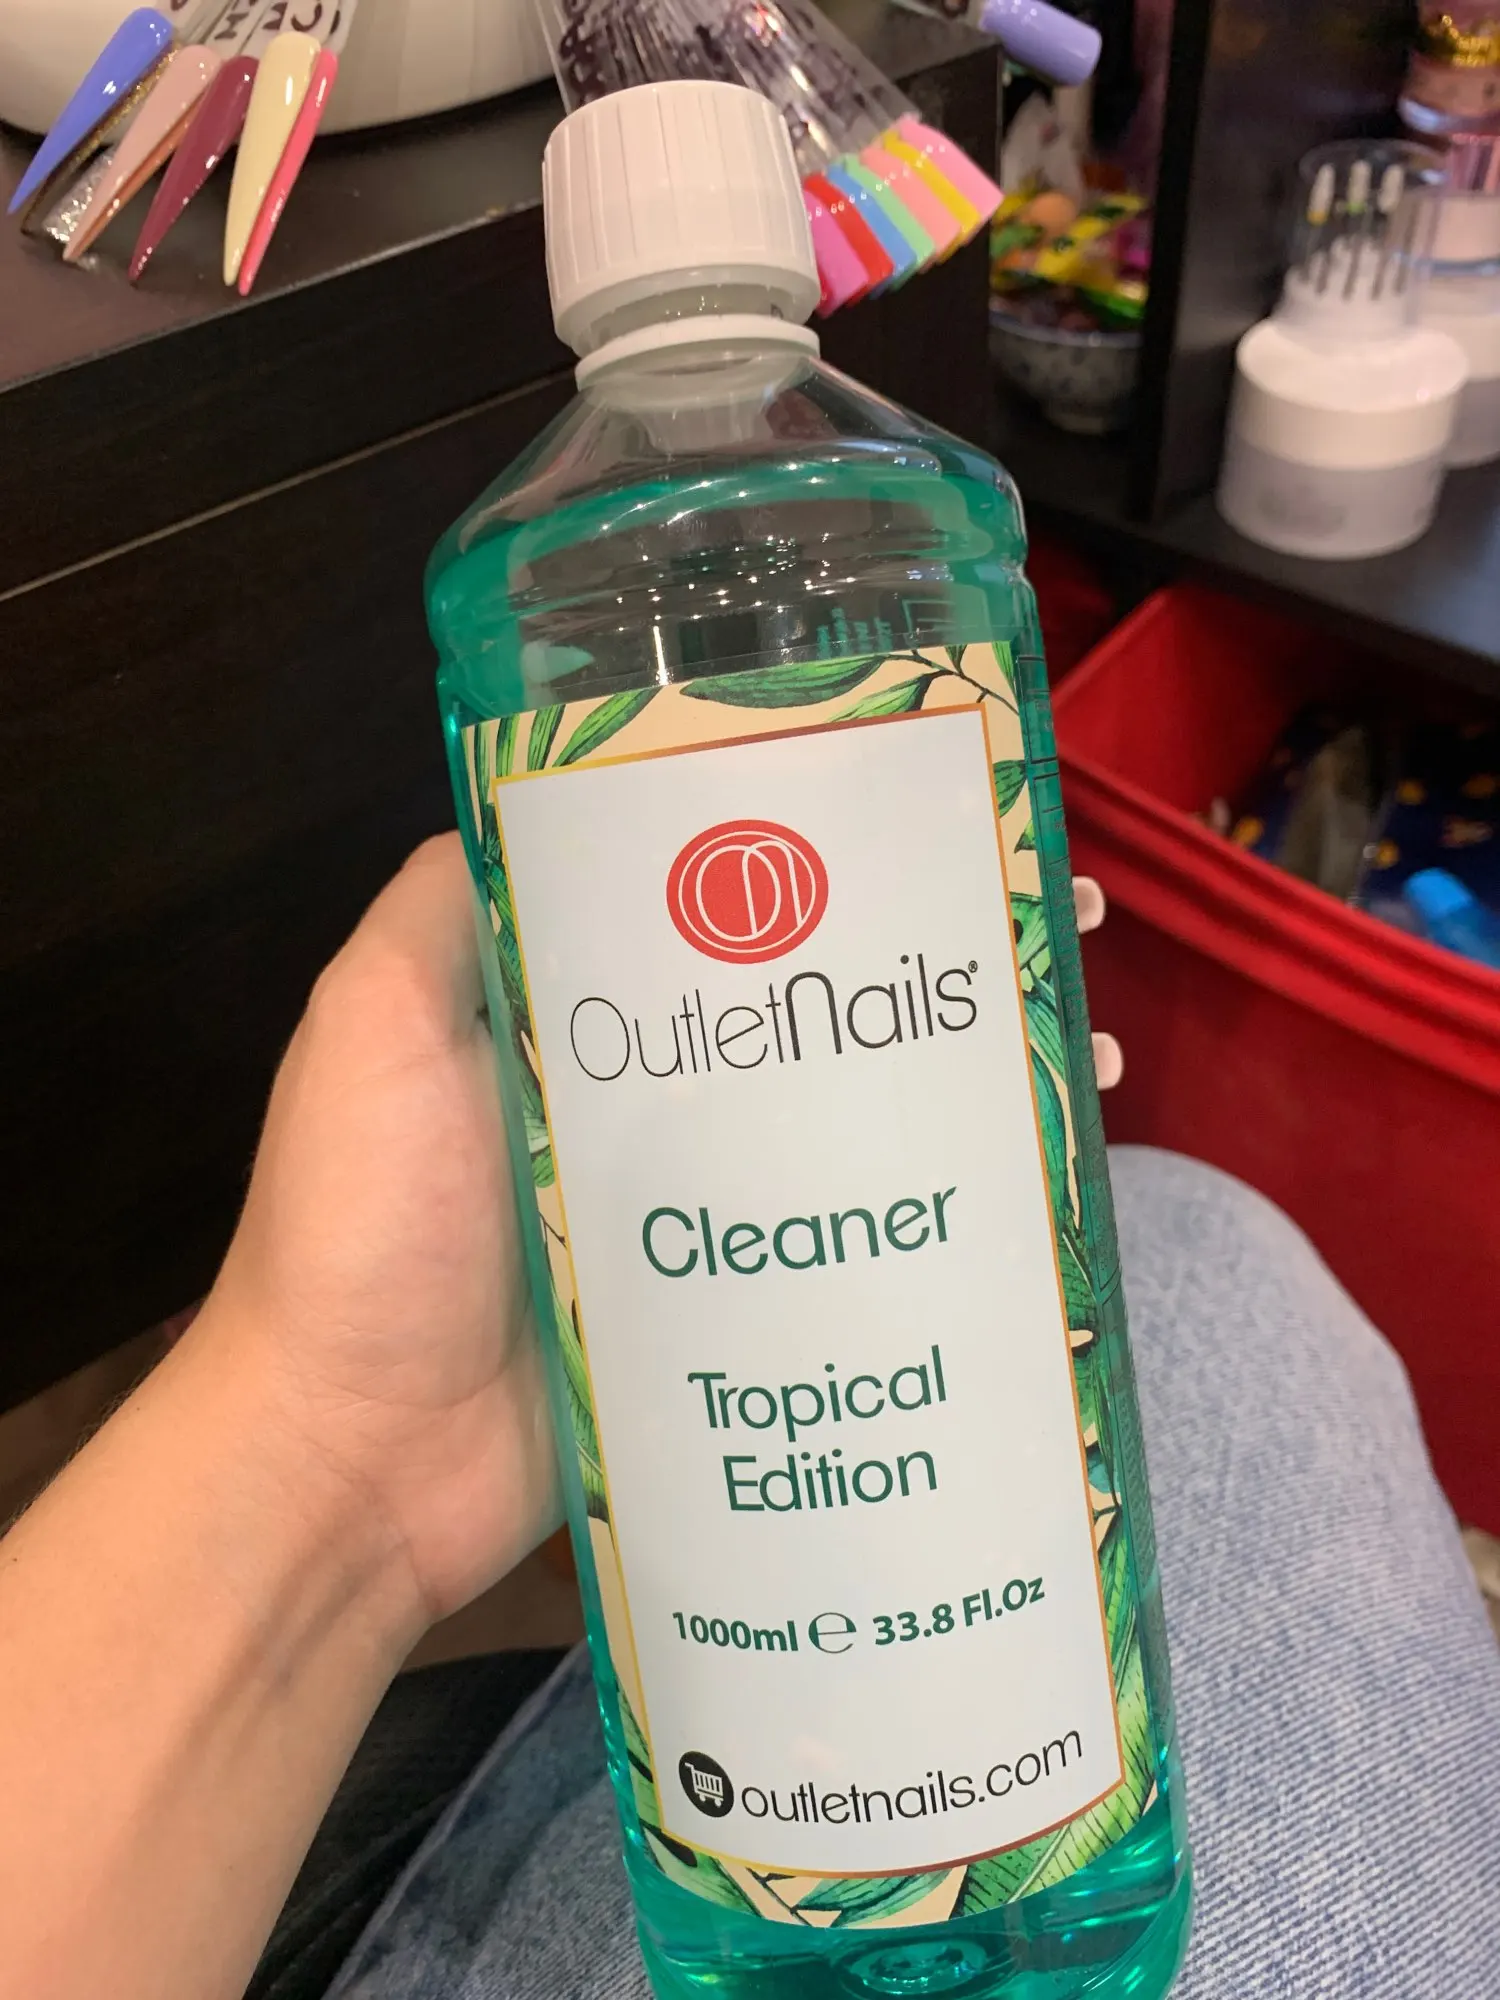 OutletNails®
Cleaner
Tropical
Edition
1000ml ℮ 33.8 Fl.Oz
outletnails.com